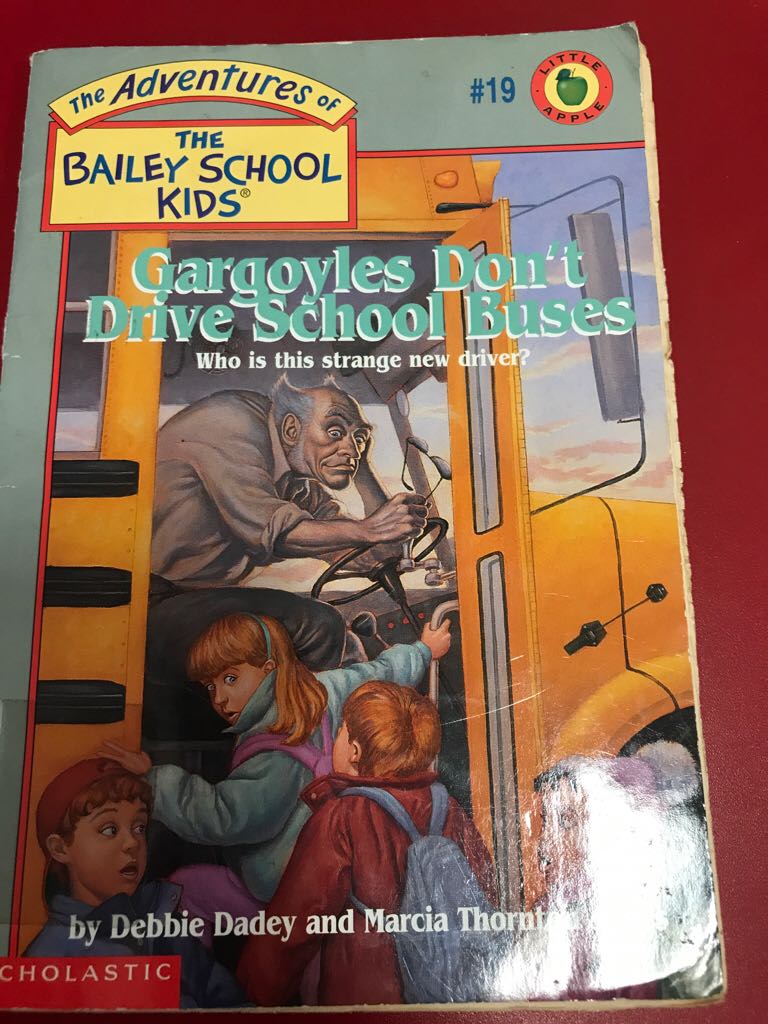 The Adventures of
THE
BAILEY SCHOOL
KIDS®
#19
LITTLE
APPLE
Gargoyles Don't
Drive School Buses
Who is this strange new driver?
by Debbie Dadey and Marcia
CHOLASTIC